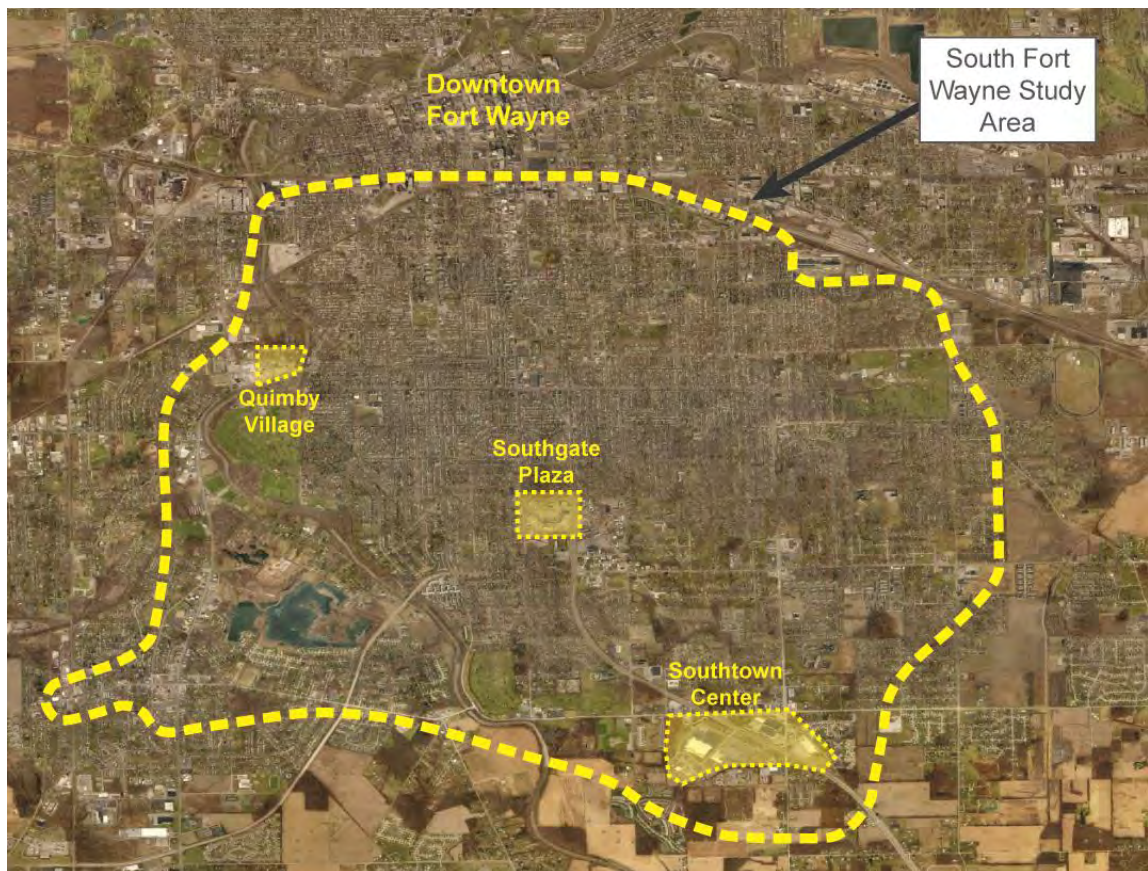 Downtown
Fort Wayne
South Fort
Wayne Study
Area
Quimby
Village
Southgate
Plaza
Southtown
Center